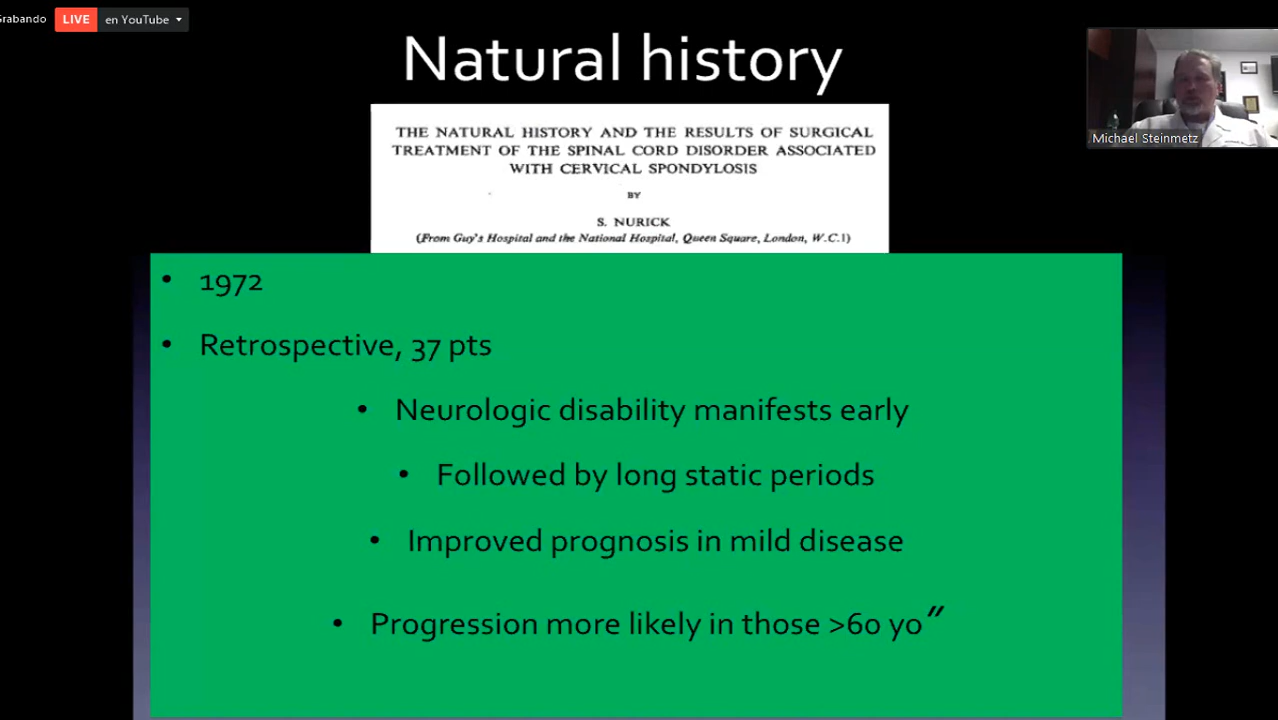 Grabando LIVE en YouTube
Natural history
THE NATURAL HISTORY AND THE RESULTS OF SURGICAL
TREATMENT OF THE SPINAL CORD DISORDER ASSOCIATED
WITH CERVICAL SPONDYLOSIS
BY
S. NURICK
(From Guy's Hospital and the National Hospital, Queen Square, London, W.C.1)
Michael Steinmetz
• 1972
• Retrospective, 37 pts
• Neurologic disability manifests early
• Followed by long static periods
• Improved prognosis in mild disease
• Progression more likely in those >60 yo”